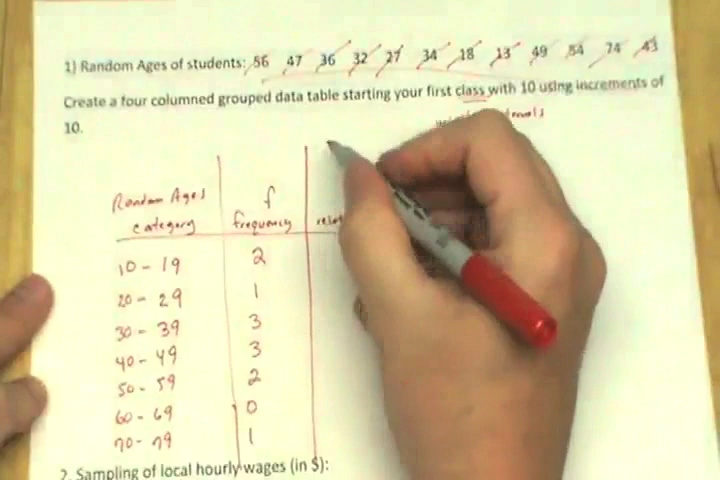 1) Random Ages of students: 56 47 36 32 27 34 18 13 49 54 74 43
Create a four columned grouped data table starting your first class with 10 using increments of
10.
Random Ages f
category frequency
10 - 19 2
20 - 29 1
30 - 39 3
40 - 49 3
50 - 59 2
60 - 69 0
70 - 79 1
2. Sampling of local hourly wages (in $):